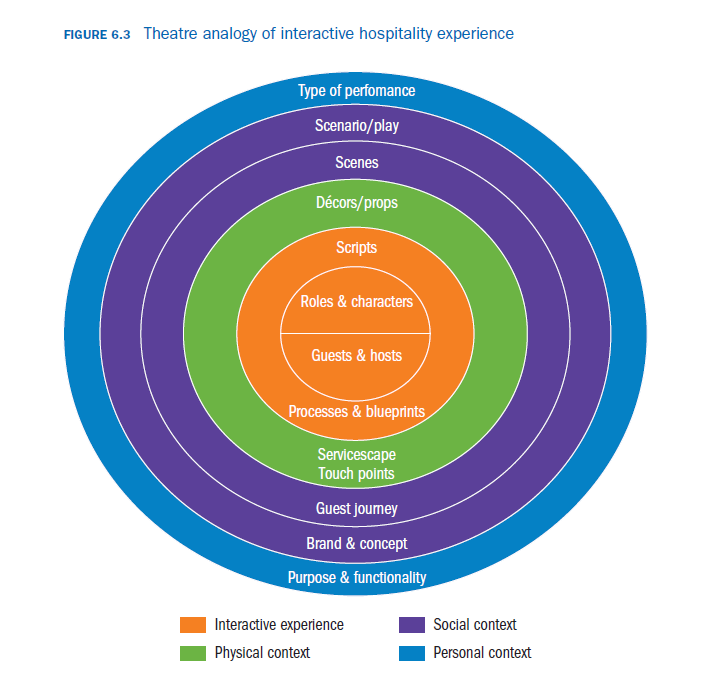 FIGURE 6.3 Theatre analogy of interactive hospitality experience
Type of perfomance
Scenario/play
Scenes
Décors/props
Scripts
Roles & characters
Guests & hosts
Processes & blueprints
Servicescape
Touch points
Guest journey
Brand & concept
Purpose & functionality
Interactive experience
Social context
Physical context
Personal context